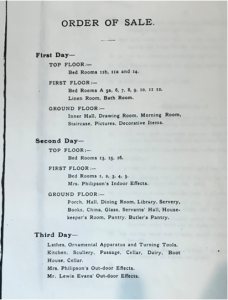 ORDER OF SALE.
First Day—
TOP FLOOR:—
Bed Rooms 11b, 11a and 14.
FIRST FLOOR:—
Bed Rooms A 5a, 6, 7, 8, 9, 10, 11 12
Linen Room, Bath Room.
GROUND FLOOR:—
Inner Hall, Drawing Room, Morning Room,
Staircase, Pictures, Decorative Items.
Second Day—
TOP FLOOR:—
Bed Rooms 13, 15, 16.
FIRST FLOOR:—
Bed Rooms 1, 2, 3, 4, 5.
Mrs. Philipson's Indoor Effects.
GROUND FLOOR:—
Porch, Hall, Dining Room, Library, Servery,
Books, China, Glass, Servants' Hall, House-
keeper's Room, Pantry, Butler's Pantry.
Third Day—
Lathes, Ornamental Apparatus and Turning Tools.
Kitchen, Scullery, Passage, Cellar, Dairy, Boot
House, Cellar.
Mrs. Philipson's Out-door Effects.
Mr. Lewis Evans' Out-door Effects.